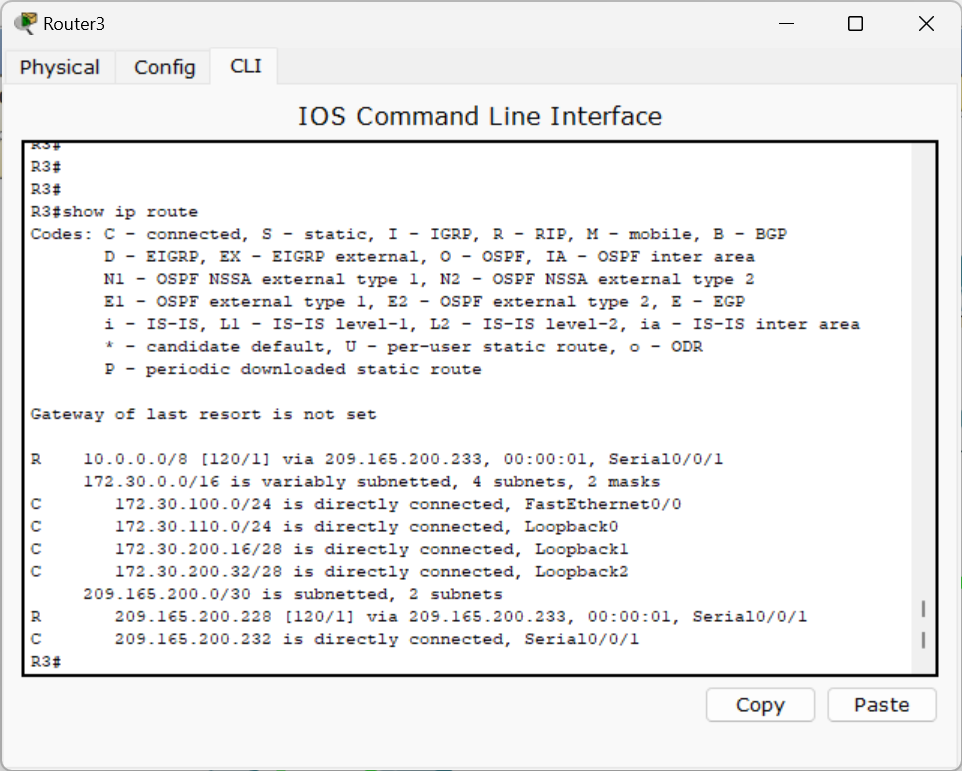 Router3
Physical Config CLI
IOS Command Line Interface
R3#
R3#
R3#
R3#show ip route
Codes: C - connected, S - static, I - IGRP, R - RIP, M - mobile, B - BGP
       D - EIGRP, EX - EIGRP external, O - OSPF, IA - OSPF inter area
       N1 - OSPF NSSA external type 1, N2 - OSPF NSSA external type 2
       E1 - OSPF external type 1, E2 - OSPF external type 2, E - EGP
       i - IS-IS, L1 - IS-IS level-1, L2 - IS-IS level-2, ia - IS-IS inter area
       * - candidate default, U - per-user static route, o - ODR
       P - periodic downloaded static route
Gateway of last resort is not set
R    10.0.0.0/8 [120/1] via 209.165.200.233, 00:00:01, Serial0/0/1
     172.30.0.0/16 is variably subnetted, 4 subnets, 2 masks
C       172.30.100.0/24 is directly connected, FastEthernet0/0
C       172.30.110.0/24 is directly connected, Loopback0
C       172.30.200.16/28 is directly connected, Loopback1
C       172.30.200.32/28 is directly connected, Loopback2
     209.165.200.0/30 is subnetted, 2 subnets
R       209.165.200.228 [120/1] via 209.165.200.233, 00:00:01, Serial0/0/1
C       209.165.200.232 is directly connected, Serial0/0/1
R3#
Copy Paste